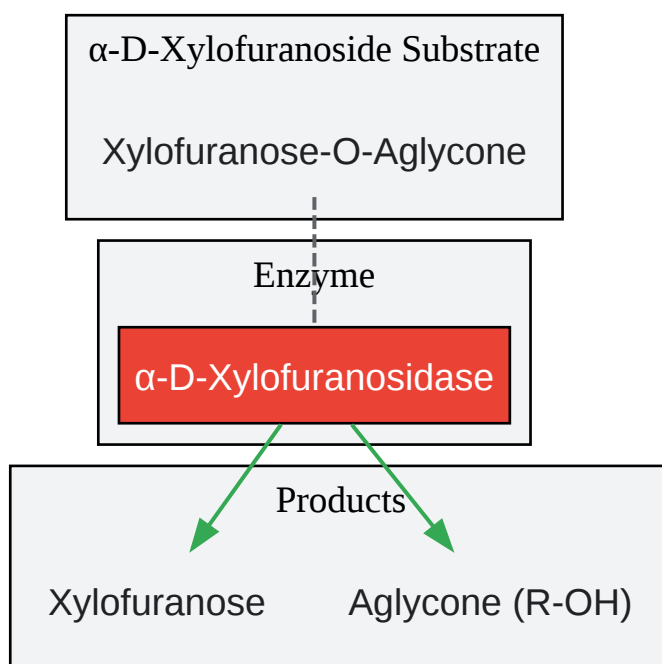 α-D-Xylofuranoside Substrate
Xylofuranose-O-Aglycone
Enzyme
α-D-Xylofuranosidase
Products
Xylofuranose
Aglycone (R-OH)